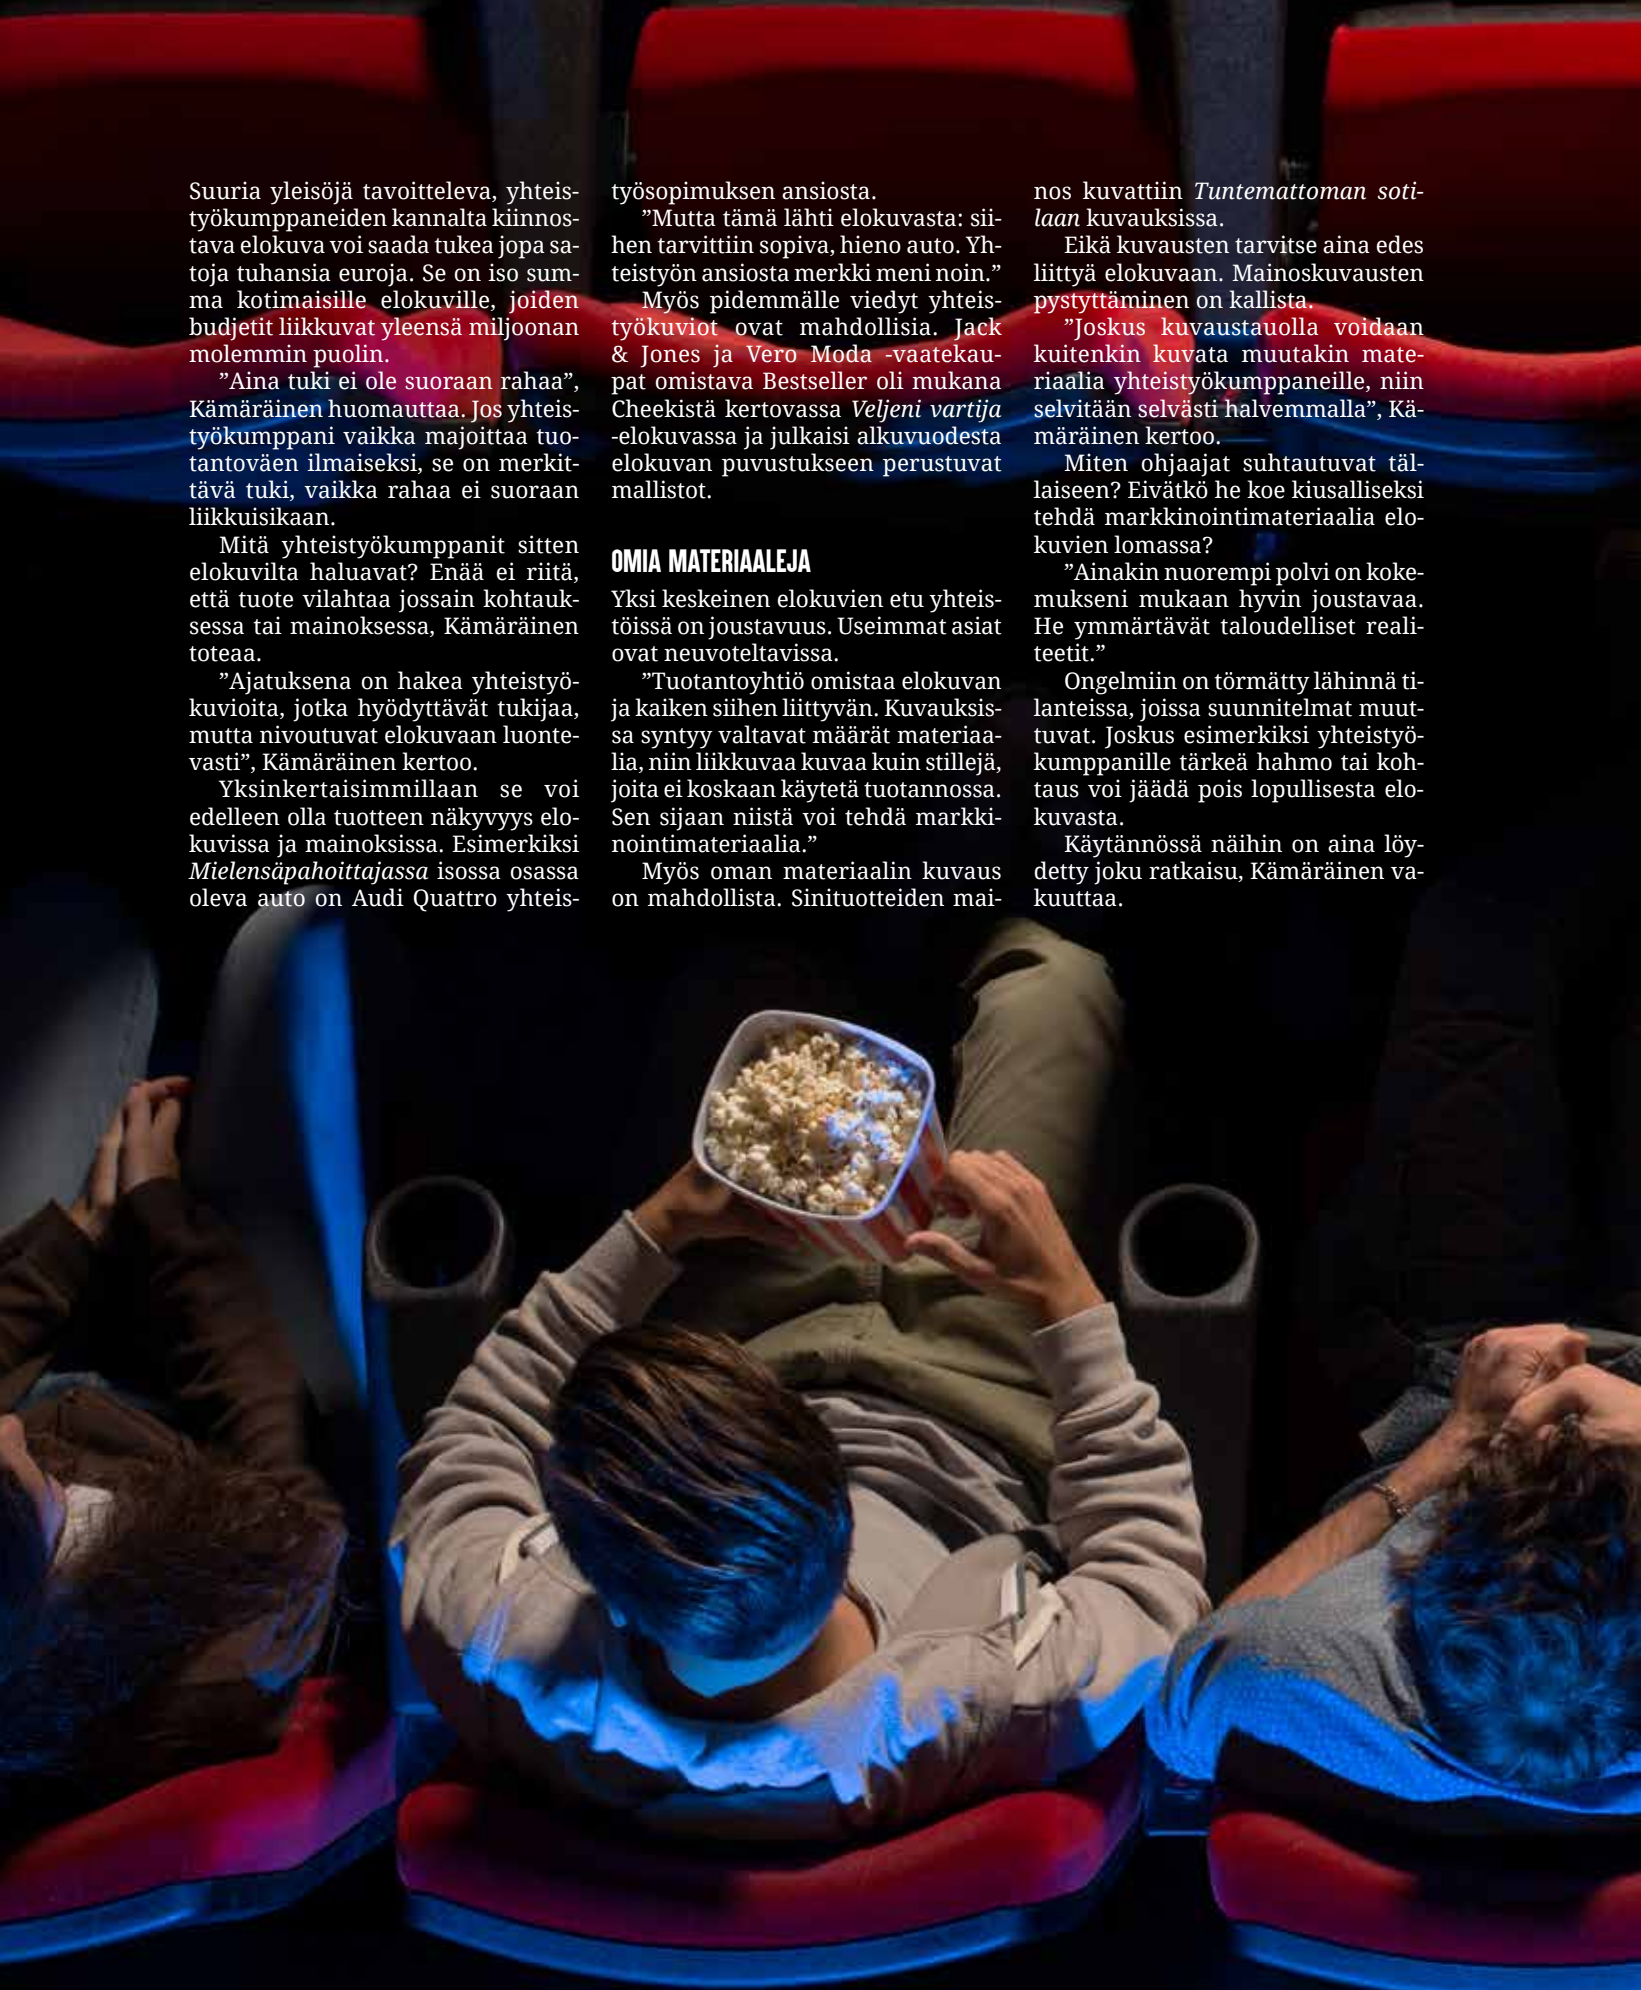 Suuria yleisöjä tavoitteleva, yhteis-
työkumppaneiden kannalta kiinnos-
tava elokuva voi saada tukea jopa sa-
toja tuhansia euroja. Se on iso sum-
ma kotimaisille elokuville, joiden
budjetit liikkuvat yleensä miljoonan
molemmin puolin.
”Aina tuki ei ole suoraan rahaa”,
Kämäräinen huomauttaa. Jos yhteis-
työkumppani vaikka majoittaa tuo-
tantoväen ilmaiseksi, se on merkit-
tävä tuki, vaikka rahaa ei suoraan
liikkuisikaan.
Mitä yhteistyökumppanit sitten
elokuvilta haluavat? Enää ei riitä,
että tuote vilahtaa jossain kohtauk-
sessa tai mainoksessa, Kämäräinen
toteaa.
”Ajatuksena on hakea yhteistyö-
kuvioita, jotka hyödyttävät tukijaa,
mutta nivoutuvat elokuvaan luonte-
vasti”, Kämäräinen kertoo.
Yksinkertaisimmillaan se voi
edelleen olla tuotteen näkyvyys elo-
kuvissa ja mainoksissa. Esimerkiksi
Mielensäpahoittajassa isossa osassa
oleva auto on Audi Quattro yhteis-
työsopimuksen ansiosta.
”Mutta tämä lähti elokuvasta: sii-
hen tarvittiin sopiva, hieno auto. Yh-
teistyön ansiosta merkki meni noin.”
Myös pidemmälle viedyt yhteis-
työkuviot ovat mahdollisia. Jack
& Jones ja Vero Moda -vaatekau-
pat omistava Bestseller oli mukana
Cheekistä kertovassa Veljeni vartija
-elokuvassa ja julkaisi alkuvuodesta
elokuvan puvustukseen perustuvat
mallistot.
OMIA MATERIAALEJA
Yksi keskeinen elokuvien etu yhteis-
töissä on joustavuus. Useimmat asiat
ovat neuvoteltavissa.
”Tuotantoyhtiö omistaa elokuvan
ja kaiken siihen liittyvän. Kuvauksis-
sa syntyy valtavat määrät materiaa-
lia, niin liikkuvaa kuvaa kuin stillejä,
joita ei koskaan käytetä tuotannossa.
Sen sijaan niistä voi tehdä markki-
nointimateriaalia.”
Myös oman materiaalin kuvaus
on mahdollista. Sinituotteiden mai-
nos kuvattiin Tuntemattoman soti-
laan kuvauksissa.
Eikä kuvausten tarvitse aina edes
liittyä elokuvaan. Mainoskuvausten
pystyttäminen on kallista.
”Joskus kuvaustauolla voidaan
kuitenkin kuvata muutakin mate-
riaalia yhteistyökumppaneille, niin
selvitään selvästi halvemmalla”, Kä-
märäinen kertoo.
Miten ohjaajat suhtautuvat täl-
laiseen? Eivätkö he koe kiusalliseksi
tehdä markkinointimateriaalia elo-
kuvien lomassa?
”Ainakin nuorempi polvi on koke-
mukseni mukaan hyvin joustavaa.
He ymmärtävät taloudelliset reali-
teetit.”
Ongelmiin on törmätty lähinnä ti-
lanteissa, joissa suunnitelmat muut-
tuvat. Joskus esimerkiksi yhteistyö-
kumppanille tärkeä hahmo tai koh-
taus voi jäädä pois lopullisesta elo-
kuvasta.
Käytännössä näihin on aina löy-
detty joku ratkaisu, Kämäräinen va-
kuuttaa.